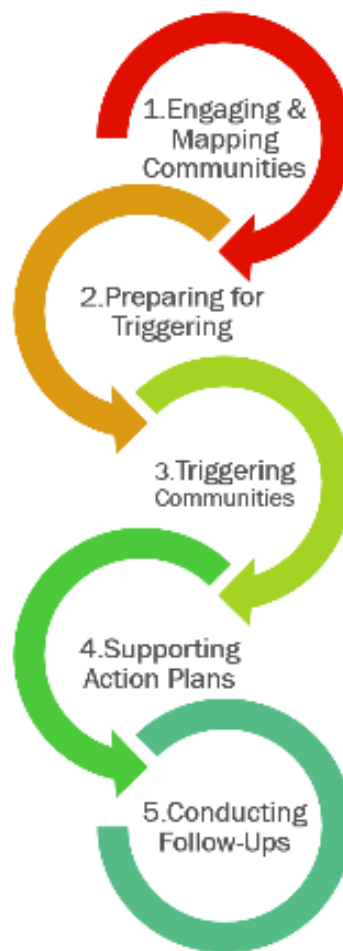 1.Engaging &
Mapping
Communities
2.Preparing for
Triggering
3.Triggering
Communities
4.Supporting
Action Plans
5.Conducting
Follow-Ups